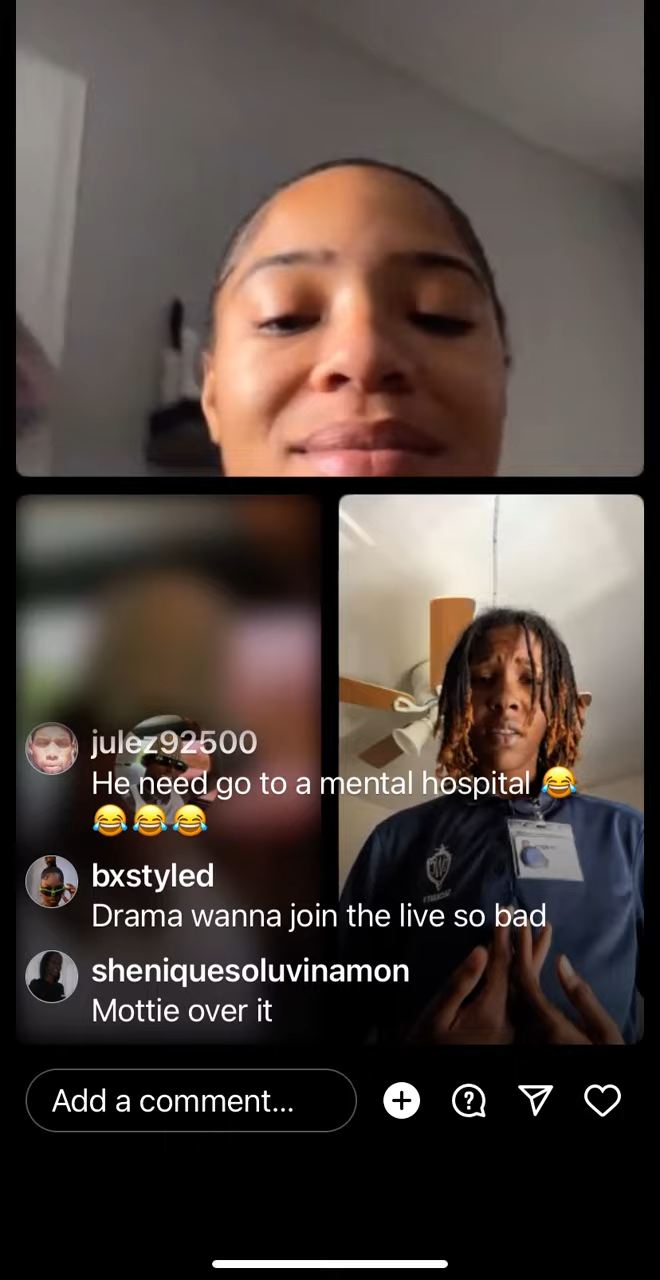 julez92500
He need go to a mental hospital 😂
😂😂😂
bxstyled
Drama wanna join the live so bad
sheniquesoluvinamon
Mottie over it
Add a comment...